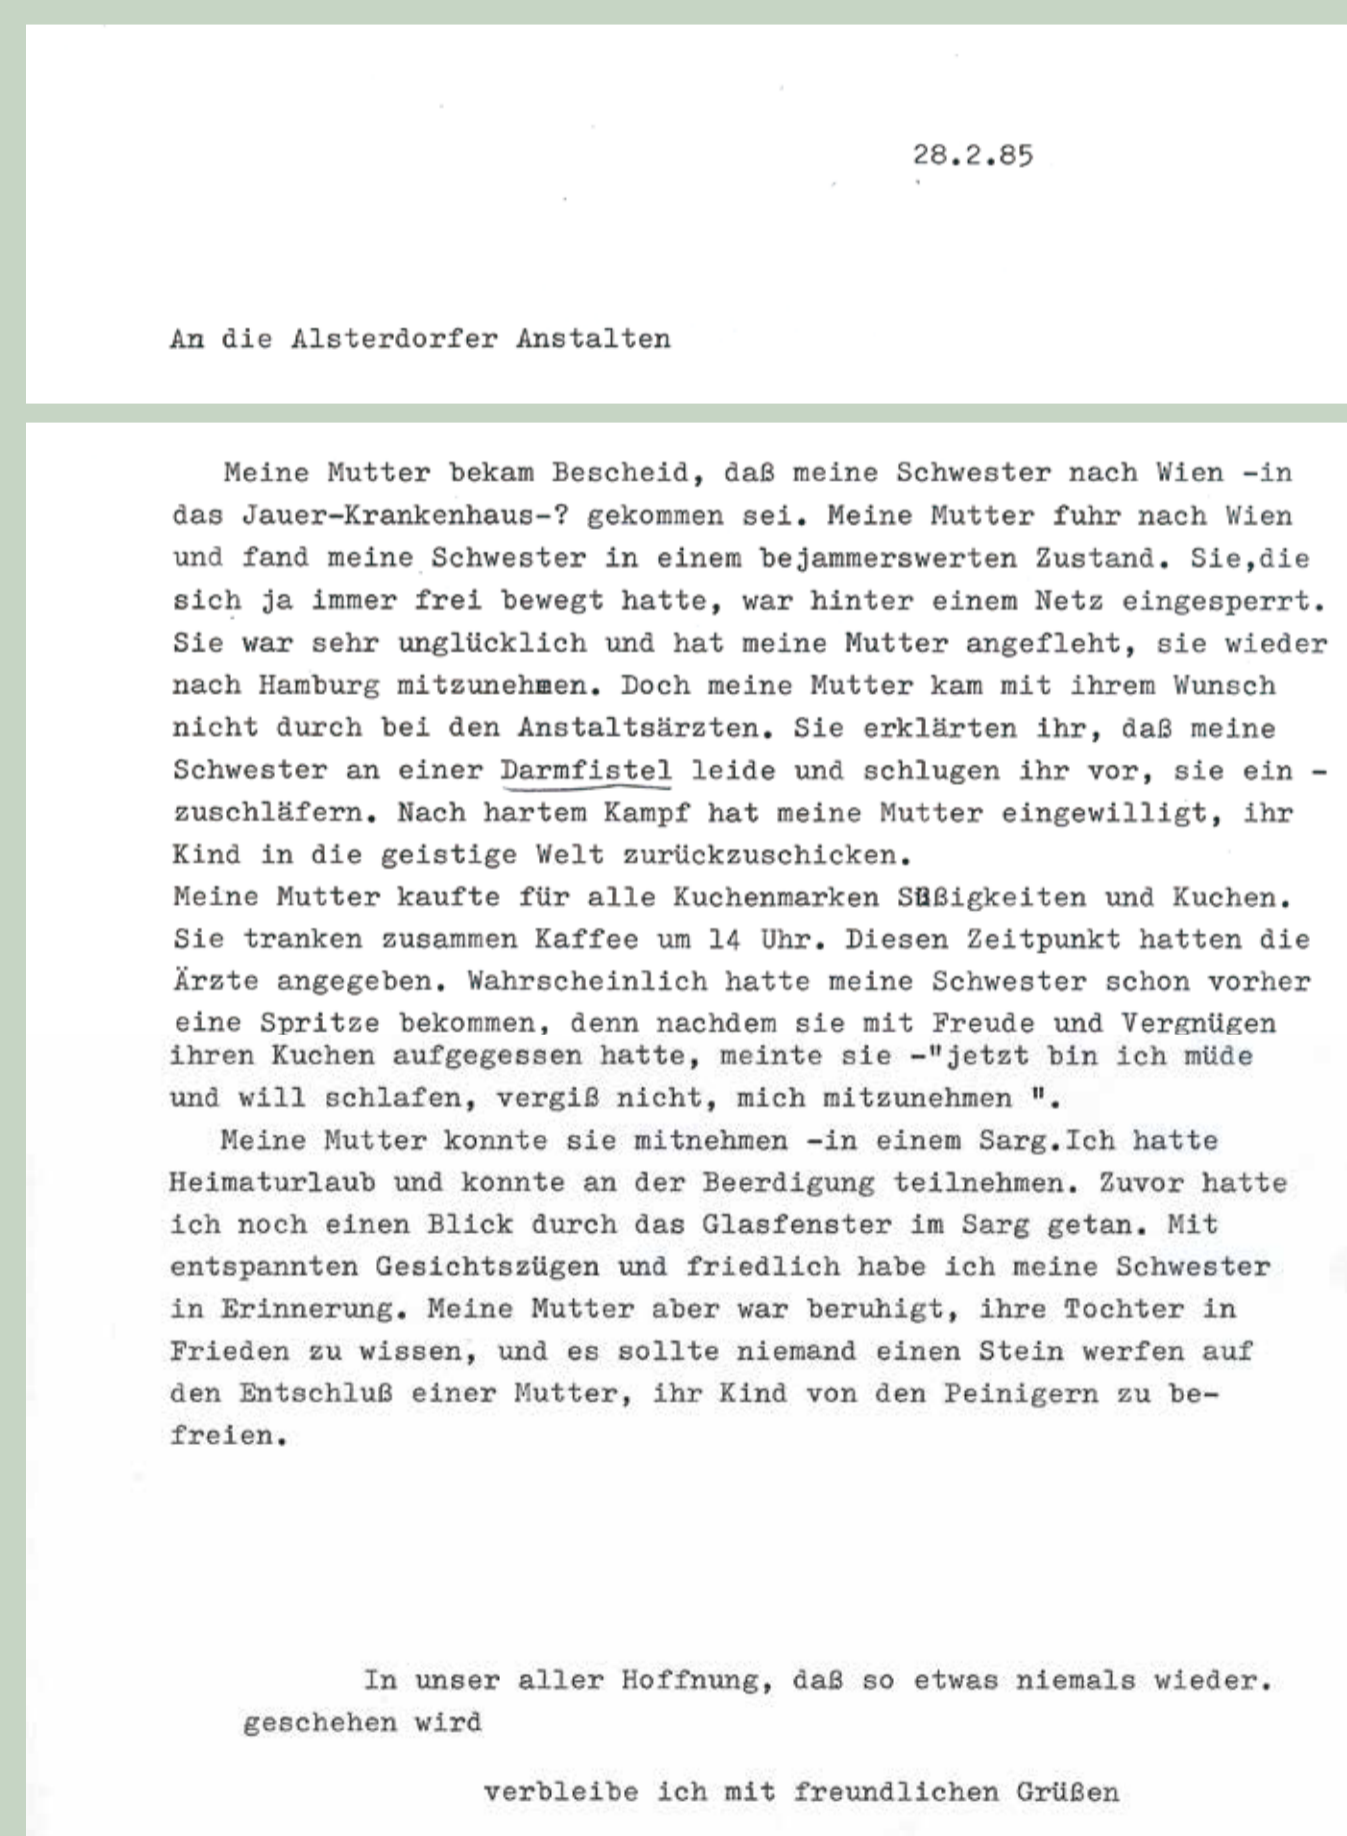 28.2.85
An die Alsterdorfer Anstalten
Meine Mutter bekam Bescheid, daß meine Schwester nach Wien -in
das Jauer-Krankenhaus-? gekommen sei. Meine Mutter fuhr nach Wien
und fand meine Schwester in einem bejammerswerten Zustand. Sie,die
sich ja immer frei bewegt hatte, war hinter einem Netz eingesperrt.
Sie war sehr unglücklich und hat meine Mutter angefleht, sie wieder
nach Hamburg mitzunehmen. Doch meine Mutter kam mit ihrem Wunsch
nicht durch bei den Anstaltsärzten. Sie erklärten ihr, daß meine
Schwester an einer Darmfistel leide und schlugen ihr vor, sie ein -
zuschläfern. Nach hartem Kampf hat meine Mutter eingewilligt, ihr
Kind in die geistige Welt zurückzuschicken.
Meine Mutter kaufte für alle Kuchenmarken Süßigkeiten und Kuchen.
Sie tranken zusammen Kaffee um 14 Uhr. Diesen Zeitpunkt hatten die
Ärzte angegeben. Wahrscheinlich hatte meine Schwester schon vorher
eine Spritze bekommen, denn nachdem sie mit Freude und Vergnügen
ihren Kuchen aufgegessen hatte, meinte sie -"jetzt bin ich müde
und will schlafen, vergiß nicht, mich mitzunehmen ".
Meine Mutter konnte sie mitnehmen -in einem Sarg.Ich hatte
Heimaturlaub und konnte an der Beerdigung teilnehmen. Zuvor hatte
ich noch einen Blick durch das Glasfenster im Sarg getan. Mit
entspannten Gesichtszügen und friedlich habe ich meine Schwester
in Erinnerung. Meine Mutter aber war beruhigt, ihre Tochter in
Frieden zu wissen, und es sollte niemand einen Stein werfen auf
den Entschluß einer Mutter, ihr Kind von den Peinigern zu be-
freien.
In unser aller Hoffnung, daß so etwas niemals wieder.
geschehen wird
verbleibe ich mit freundlichen Grüßen